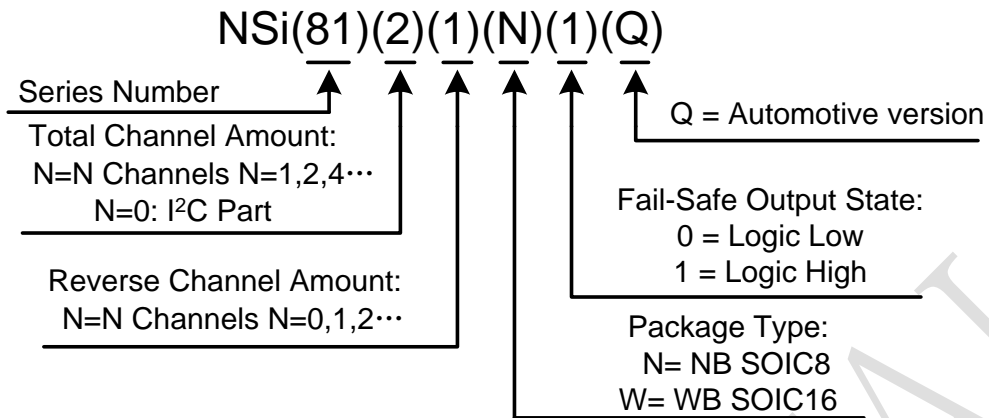 NSi(81)(2)(1)(N)(1)(Q)
Series Number
Total Channel Amount:
N=N Channels N=1,2,4···
N=0: I²C Part
Reverse Channel Amount:
N=N Channels N=0,1,2···
Q = Automotive version
Fail-Safe Output State:
0 = Logic Low
1 = Logic High
Package Type:
N= NB SOIC8
W= WB SOIC16